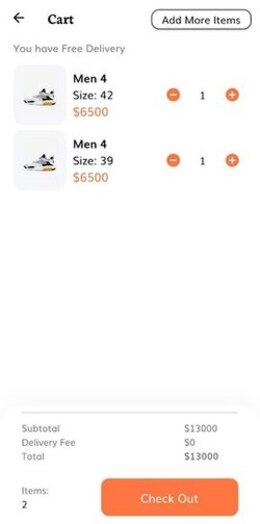 Cart
Add More Items
You have Free Delivery
Men 4
Size: 42
$6500
1
Men 4
Size: 39
$6500
1
Subtotal $13000
Delivery Fee $0
Total $13000
Items:
2
Check Out